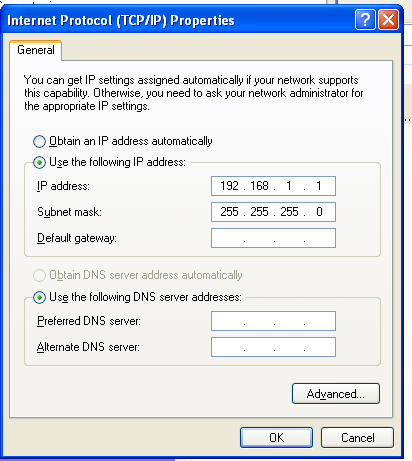 Internet Protocol (TCP/IP) Properties
General
You can get IP settings assigned automatically if your network supports
this capability. Otherwise, you need to ask your network administrator for
the appropriate IP settings.
Obtain an IP address automatically
Use the following IP address:
IP address: 192 . 168 . 1 . 1
Subnet mask: 255 . 255 . 255 . 0
Default gateway: . . .
Obtain DNS server address automatically
Use the following DNS server addresses:
Preferred DNS server: . . .
Alternate DNS server: . . .
Advanced...
OK Cancel